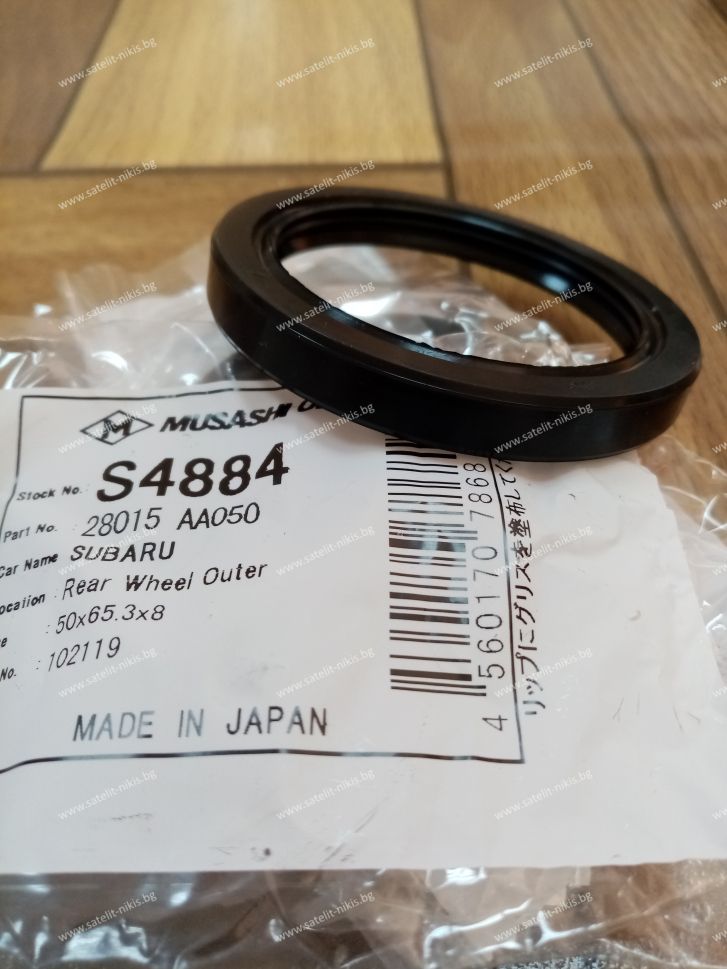 MUSASHI
Stock No. S4884
Part No. : 28015 AA050
Car Name SUBARU
ocation : Rear Wheel Outer
e : 50x65.3x8
No. : 102119
MADE IN JAPAN
4 560170 7868
リップにグリスを塗布してく
www.satelit-nikis.bg